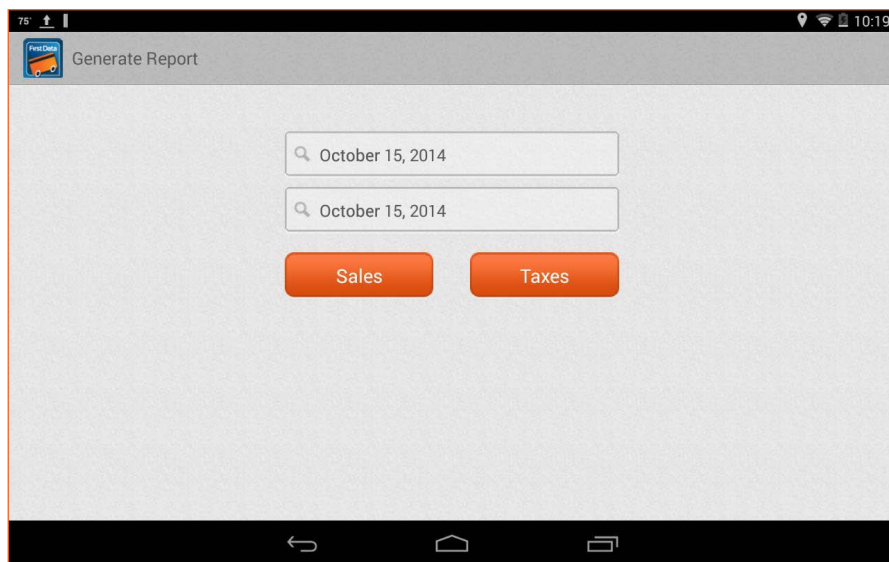 75°
10:19
First Data
Generate Report
October 15, 2014
October 15, 2014
Sales
Taxes